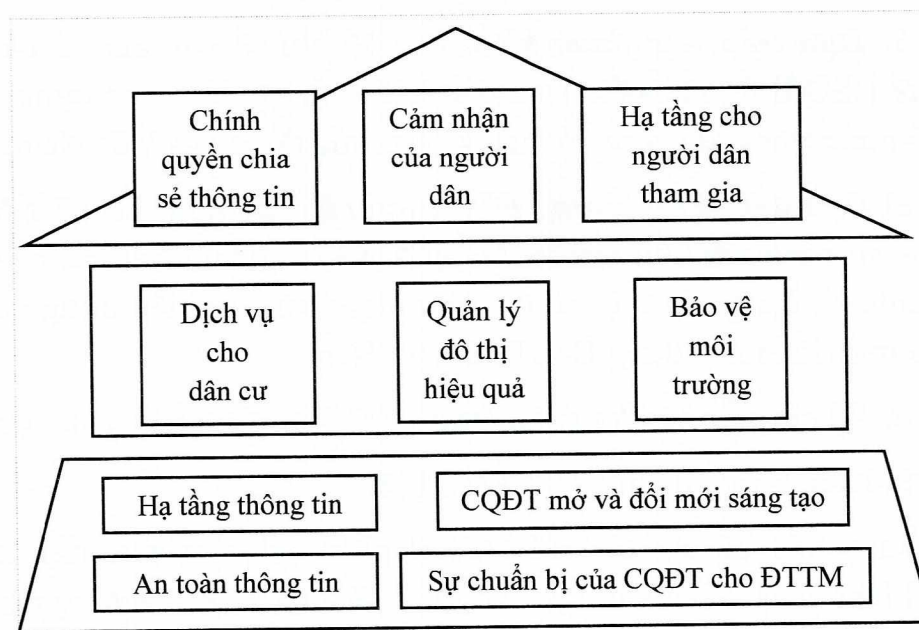 Chính
quyền chia
sẻ thông tin
Cảm nhận
của người
dân
Hạ tầng cho
người dân
tham gia
Dịch vụ
cho
dân cư
Quản lý
đô thị
hiệu quả
Bảo vệ
môi
trường
Hạ tầng thông tin
CQĐT mở và đổi mới sáng tạo
An toàn thông tin
Sự chuẩn bị của CQĐT cho ĐTTM